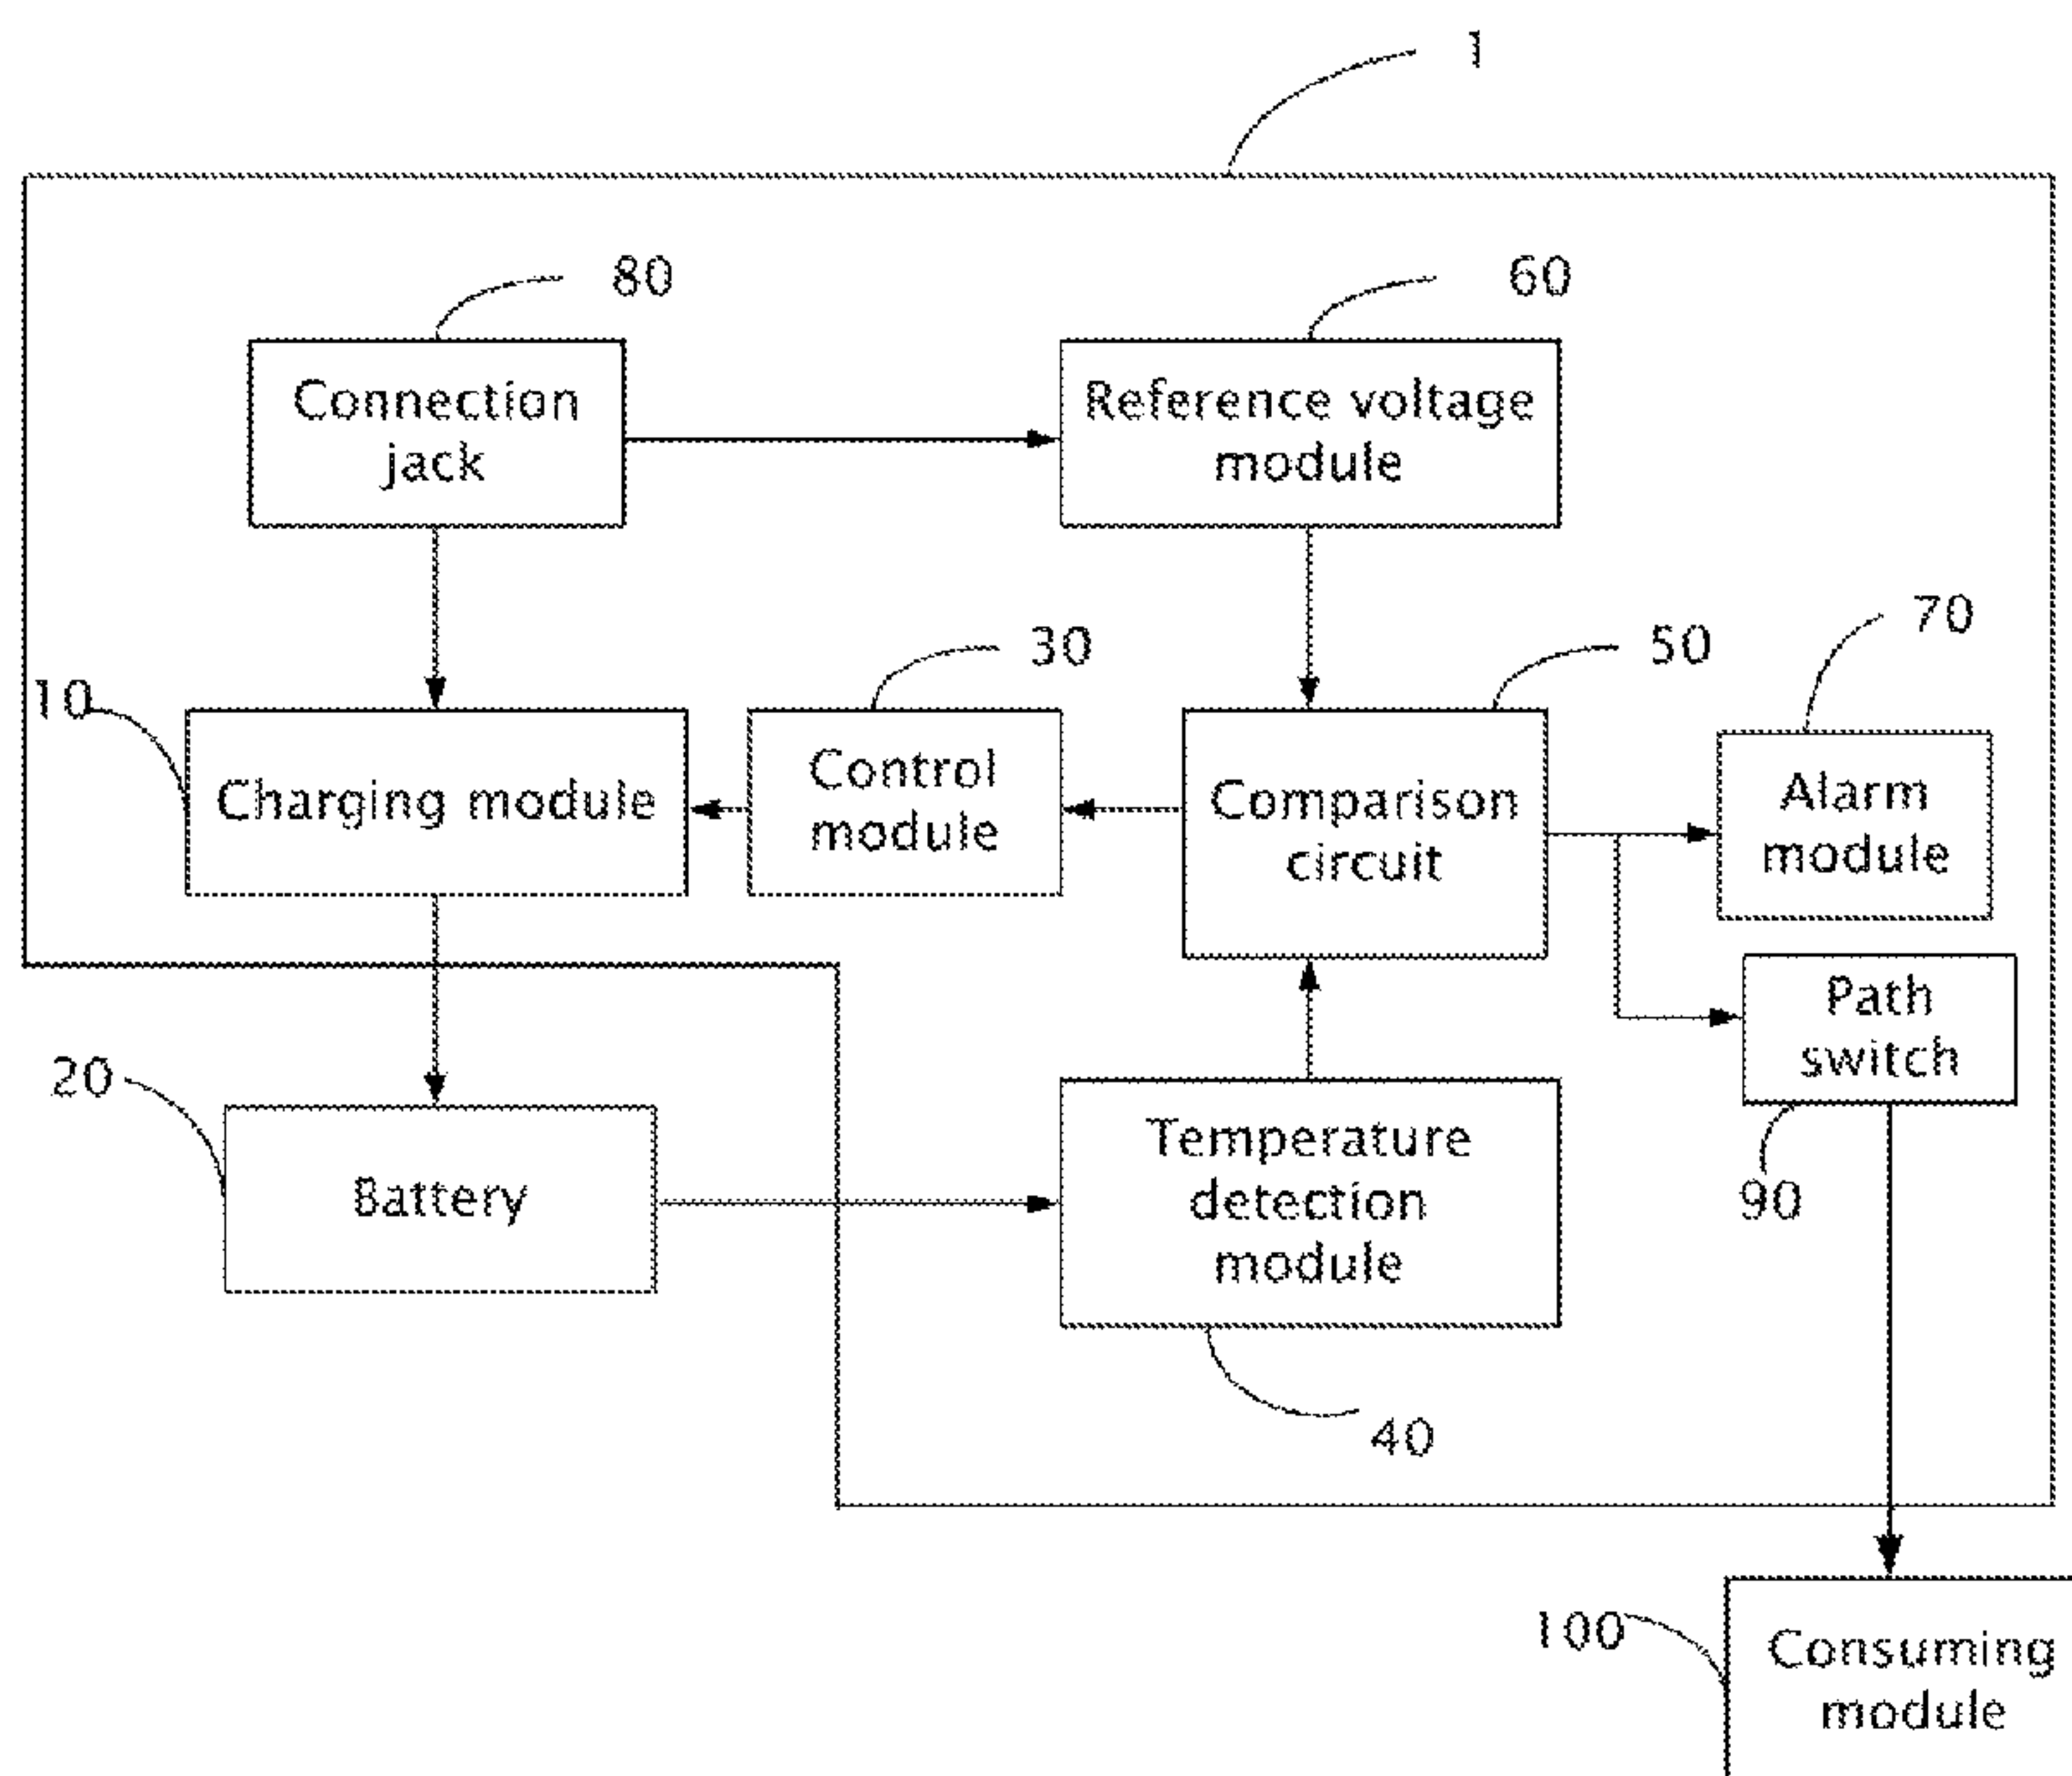 1
80
60
Connection
jack
Reference voltage
module
10
30
50
70
Charging module
Control
module
Comparison
circuit
Alarm
module
Path
switch
20
Battery
Temperature
detection
module
90
40
100
Consuming
module